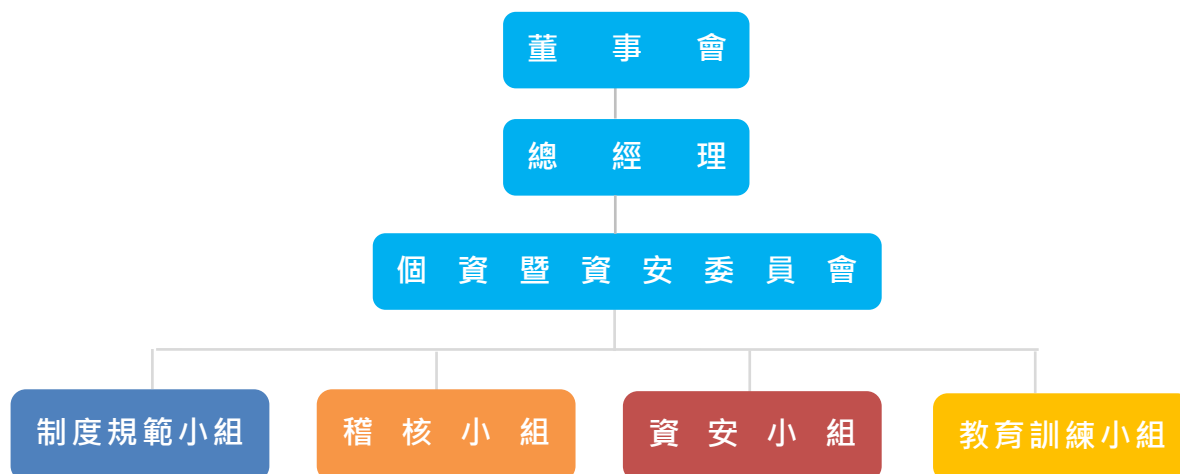 董事會
總經理
個資暨資安委員會
制度規範小組
稽核小組
資安小組
教育訓練小組